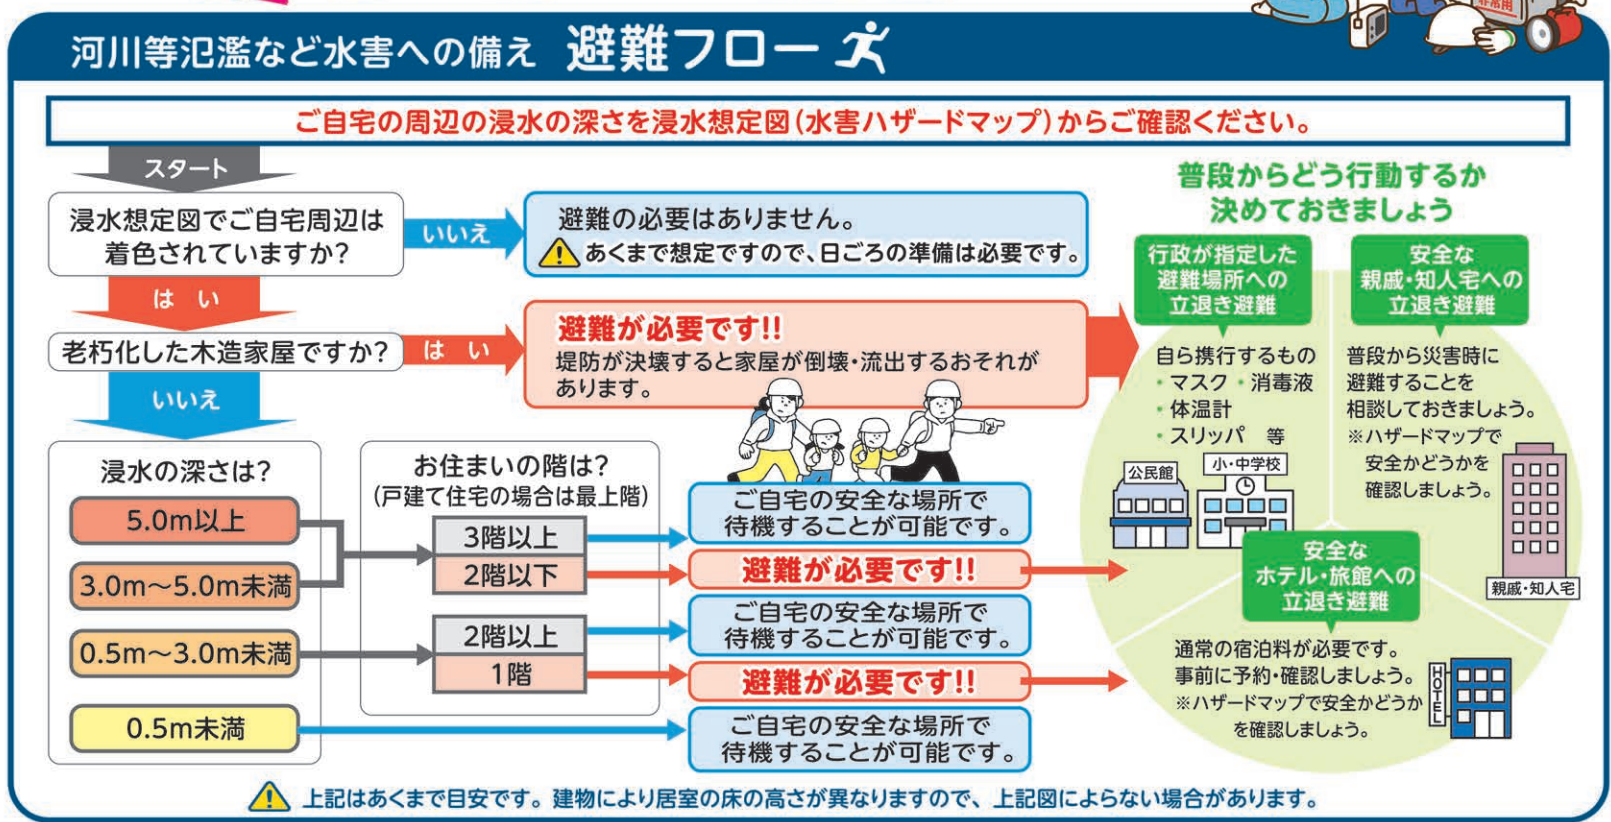 非常用
河川等氾濫など水害への備え 避難フロー
ご自宅の周辺の浸水の深さを浸水想定図(水害ハザードマップ)からご確認ください。
スタート
浸水想定図でご自宅周辺は
着色されていますか?
いいえ
避難の必要はありません。
あくまで想定ですので、日ごろの準備は必要です。
はい
老朽化した木造家屋ですか?
はい
避難が必要です!!
堤防が決壊すると家屋が倒壊・流出するおそれが
あります。
いいえ
浸水の深さは?
5.0m以上
3.0m〜5.0m未満
0.5m〜3.0m未満
0.5m未満
お住まいの階は?
(戸建て住宅の場合は最上階)
3階以上
2階以下
2階以上
1階
ご自宅の安全な場所で
待機することが可能です。
避難が必要です!!
ご自宅の安全な場所で
待機することが可能です。
避難が必要です!!
ご自宅の安全な場所で
待機することが可能です。
普段からどう行動するか
決めておきましょう
行政が指定した
避難場所への
立退き避難
自ら携行するもの
・マスク ・消毒液
・体温計
・スリッパ 等
公民館
小・中学校
安全な
親戚・知人宅への
立退き避難
普段から災害時に
避難することを
相談しておきましょう。
※ハザードマップで
安全かどうかを
確認しましょう。
親戚・知人宅
安全な
ホテル・旅館への
立退き避難
通常の宿泊料が必要です。
事前に予約・確認しましょう。
※ハザードマップで安全かどうか
を確認しましょう。
HOTEL
上記はあくまで目安です。建物により居室の床の高さが異なりますので、上記図によらない場合があります。